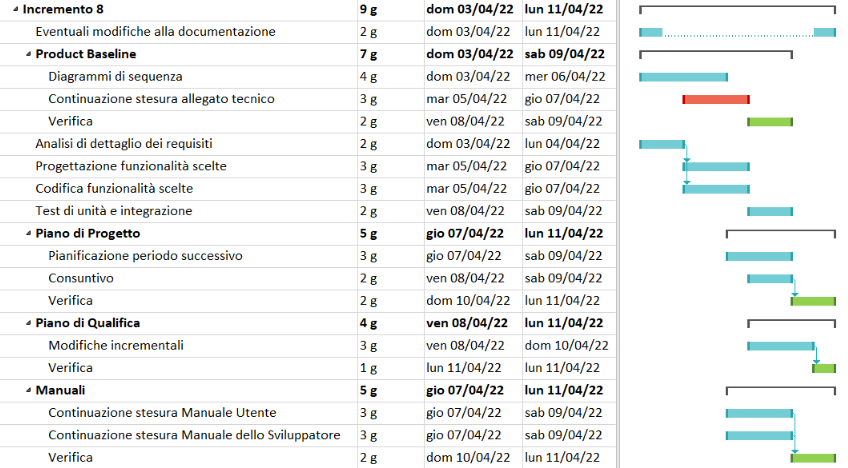 Incremento 8 9 g dom 03/04/22 lun 11/04/22
Eventuali modifiche alla documentazione 2 g dom 03/04/22 lun 11/04/22
Product Baseline 7 g dom 03/04/22 sab 09/04/22
Diagrammi di sequenza 4 g dom 03/04/22 mer 06/04/22
Continuazione stesura allegato tecnico 3 g mar 05/04/22 gio 07/04/22
Verifica 2 g ven 08/04/22 sab 09/04/22
Analisi di dettaglio dei requisiti 2 g dom 03/04/22 lun 04/04/22
Progettazione funzionalità scelte 3 g mar 05/04/22 gio 07/04/22
Codifica funzionalità scelte 3 g mar 05/04/22 gio 07/04/22
Test di unità e integrazione 2 g ven 08/04/22 sab 09/04/22
Piano di Progetto 5 g gio 07/04/22 lun 11/04/22
Pianificazione periodo successivo 3 g gio 07/04/22 sab 09/04/22
Consuntivo 2 g ven 08/04/22 sab 09/04/22
Verifica 2 g dom 10/04/22 lun 11/04/22
Piano di Qualifica 4 g ven 08/04/22 lun 11/04/22
Modifiche incrementali 3 g ven 08/04/22 dom 10/04/22
Verifica 1 g lun 11/04/22 lun 11/04/22
Manuali 5 g gio 07/04/22 lun 11/04/22
Continuazione stesura Manuale Utente 3 g gio 07/04/22 sab 09/04/22
Continuazione stesura Manuale dello Sviluppatore 3 g gio 07/04/22 sab 09/04/22
Verifica 2 g dom 10/04/22 lun 11/04/22